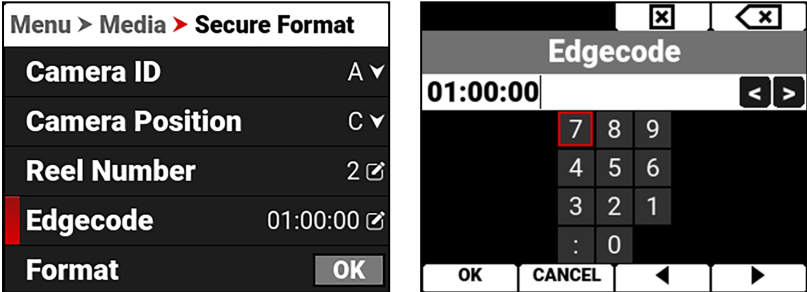 Menu > Media > Secure Format
Camera ID A
Camera Position C
Reel Number 2
Edgecode 01:00:00
Format OK
Edgecode
01:00:00 < >
7 8 9
4 5 6
3 2 1
: 0
OK CANCEL ◀ ▶